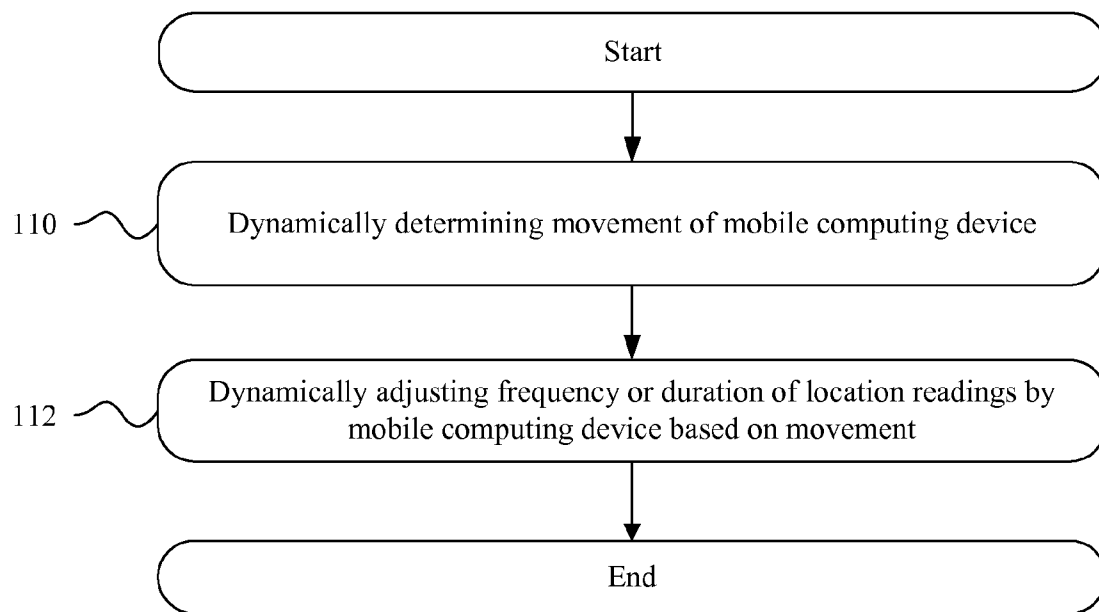 Start
110
Dynamically determining movement of mobile computing device
112
Dynamically adjusting frequency or duration of location readings by
mobile computing device based on movement
End